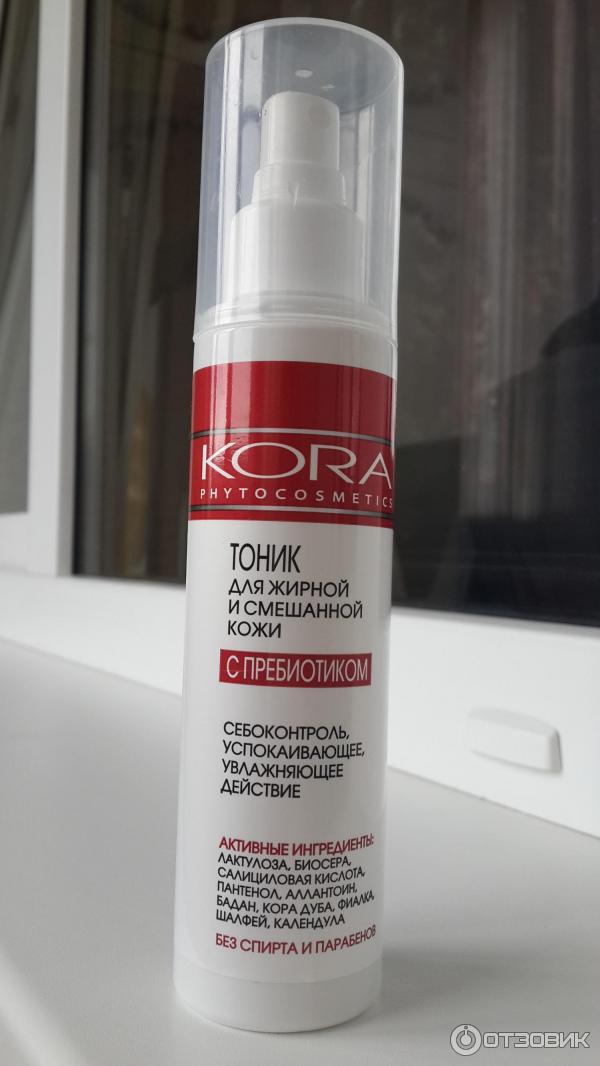 KORA
PHYTOCOSMETICS
ТОНИК
ДЛЯ ЖИРНОЙ
И СМЕШАННОЙ
КОЖИ
С ПРЕБИОТИКОМ
СЕБОКОНТРОЛЬ,
УСПОКАИВАЮЩЕЕ,
УВЛАЖНЯЮЩЕЕ
ДЕЙСТВИЕ
АКТИВНЫЕ ИНГРЕДИЕНТЫ:
ЛАКТУЛОЗА, БИОСЕРА,
САЛИЦИЛОВАЯ КИСЛОТА,
ПАНТЕНОЛ, АЛЛАНТОИН,
БАДАН, КОРА ДУБА, ФИАЛКА,
ШАЛФЕЙ, КАЛЕНДУЛА
БЕЗ СПИРТА И ПАРАБЕНОВ
ОТЗОВИК